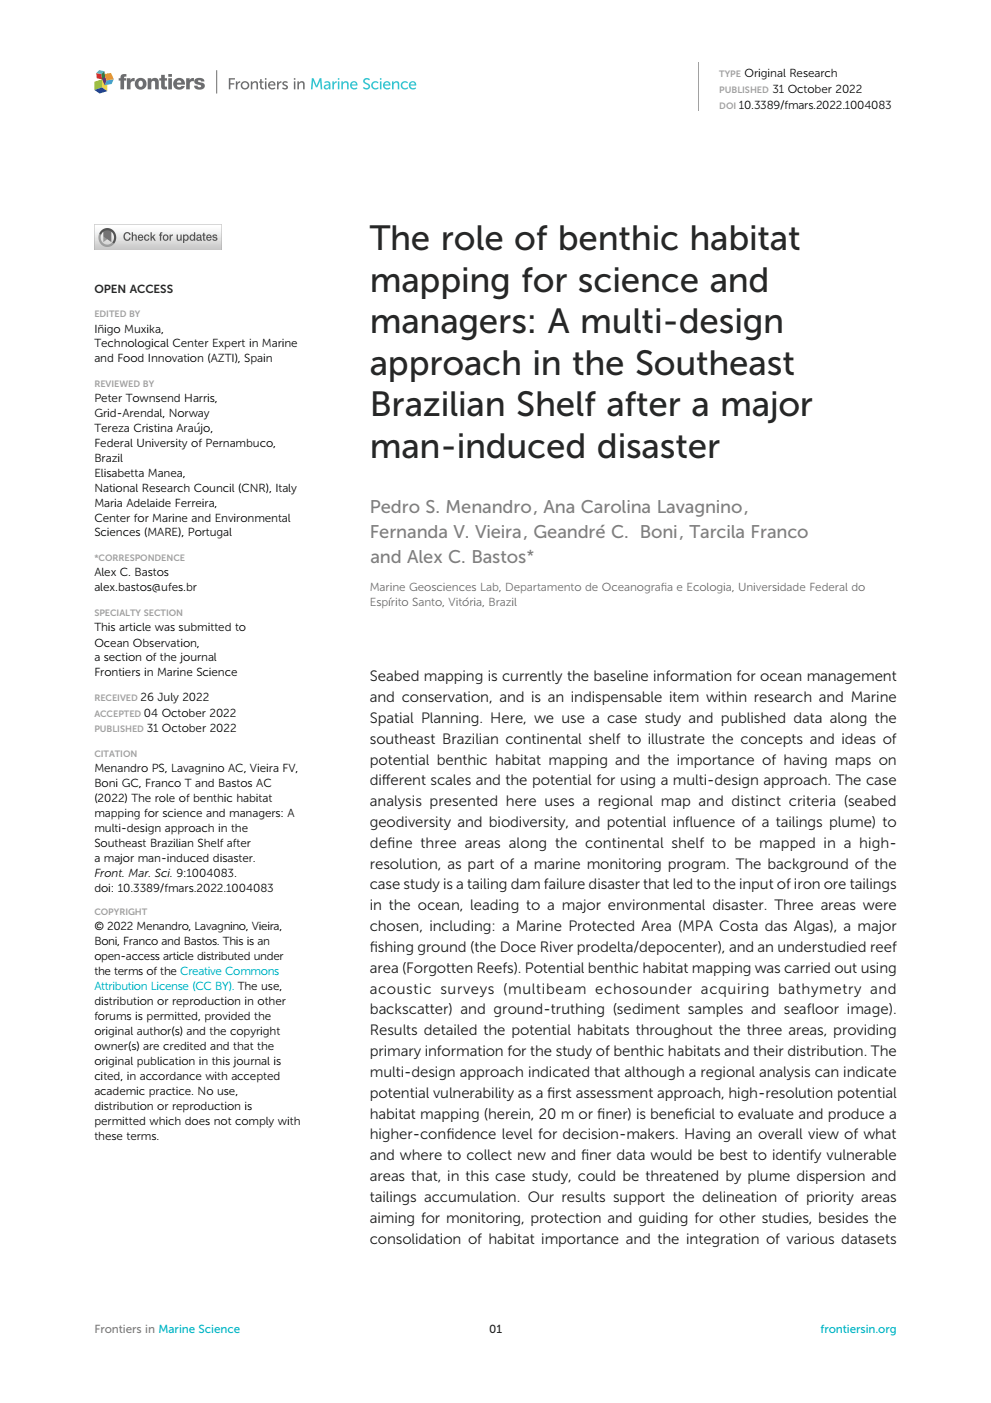 frontiers | Frontiers in Marine Science
TYPE Original Research
PUBLISHED 31 October 2022
DOI 10.3389/fmars.2022.1004083
Check for updates
OPEN ACCESS
EDITED BY
Iñigo Muxika,
Technological Center Expert in Marine
and Food Innovation (AZTI), Spain
REVIEWED BY
Peter Townsend Harris,
Grid-Arendal, Norway
Tereza Cristina Araújo,
Federal University of Pernambuco,
Brazil
Elisabetta Manea,
National Research Council (CNR), Italy
Maria Adelaide Ferreira,
Center for Marine and Environmental
Sciences (MARE), Portugal
*CORRESPONDENCE
Alex C. Bastos
alex.bastos@ufes.br
SPECIALTY SECTION
This article was submitted to
Ocean Observation,
a section of the journal
Frontiers in Marine Science
RECEIVED 26 July 2022
ACCEPTED 04 October 2022
PUBLISHED 31 October 2022
CITATION
Menandro PS, Lavagnino AC, Vieira FV,
Boni GC, Franco T and Bastos AC
(2022) The role of benthic habitat
mapping for science and managers: A
multi-design approach in the
Southeast Brazilian Shelf after
a major man-induced disaster.
Front. Mar. Sci. 9:1004083.
doi: 10.3389/fmars.2022.1004083
COPYRIGHT
© 2022 Menandro, Lavagnino, Vieira,
Boni, Franco and Bastos. This is an
open-access article distributed under
the terms of the Creative Commons
Attribution License (CC BY). The use,
distribution or reproduction in other
forums is permitted, provided the
original author(s) and the copyright
owner(s) are credited and that the
original publication in this journal is
cited, in accordance with accepted
academic practice. No use,
distribution or reproduction is
permitted which does not comply with
these terms.
The role of benthic habitat
mapping for science and
managers: A multi-design
approach in the Southeast
Brazilian Shelf after a major
man-induced disaster
Pedro S. Menandro, Ana Carolina Lavagnino,
Fernanda V. Vieira, Geandré C. Boni, Tarcila Franco
and Alex C. Bastos*
Marine Geosciences Lab, Departamento de Oceanografia e Ecologia, Universidade Federal do
Espírito Santo, Vitória, Brazil
Seabed mapping is currently the baseline information for ocean management
and conservation, and is an indispensable item within research and Marine
Spatial Planning. Here, we use a case study and published data along the
southeast Brazilian continental shelf to illustrate the concepts and ideas of
potential benthic habitat mapping and the importance of having maps on
different scales and the potential for using a multi-design approach. The case
analysis presented here uses a regional map and distinct criteria (seabed
geodiversity and biodiversity, and potential influence of a tailings plume) to
define three areas along the continental shelf to be mapped in a high-
resolution, as part of a marine monitoring program. The background of the
case study is a tailing dam failure disaster that led to the input of iron ore tailings
in the ocean, leading to a major environmental disaster. Three areas were
chosen, including: a Marine Protected Area (MPA Costa das Algas), a major
fishing ground (the Doce River prodelta/depocenter), and an understudied reef
area (Forgotten Reefs). Potential benthic habitat mapping was carried out using
acoustic surveys (multibeam echosounder acquiring bathymetry and
backscatter) and ground-truthing (sediment samples and seafloor image).
Results detailed the potential habitats throughout the three areas, providing
primary information for the study of benthic habitats and their distribution. The
multi-design approach indicated that although a regional analysis can indicate
potential vulnerability as a first assessment approach, high-resolution potential
habitat mapping (herein, 20 m or finer) is beneficial to evaluate and produce a
higher-confidence level for decision-makers. Having an overall view of what
and where to collect new and finer data would be best to identify vulnerable
areas that, in this case study, could be threatened by plume dispersion and
tailings accumulation. Our results support the delineation of priority areas
aiming for monitoring, protection and guiding for other studies, besides the
consolidation of habitat importance and the integration of various datasets
Frontiers in Marine Science
01
frontiersin.org